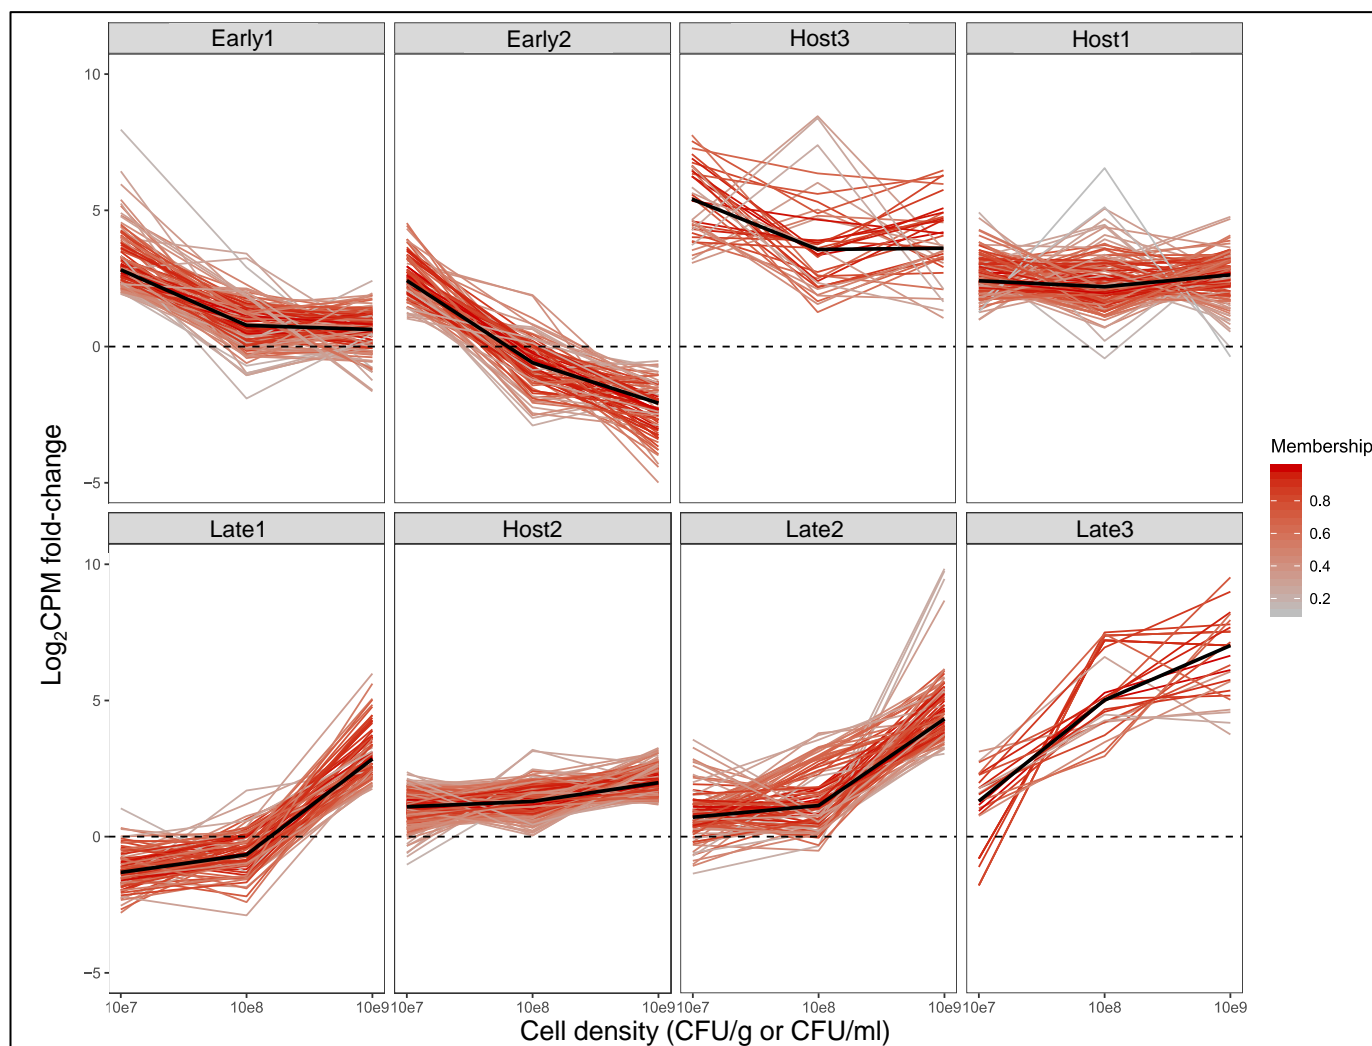 Early1
Early2
Host3
Host1
10
5
0
−5
Late1
Host2
Late2
Late3
10
5
0
−5
10e7
10e8
10e9
10e7
10e8
10e9
10e7
10e8
10e9
10e7
10e8
10e9
Log₂CPM fold-change
Cell density (CFU/g or CFU/ml)
Membership
0.8
0.6
0.4
0.2